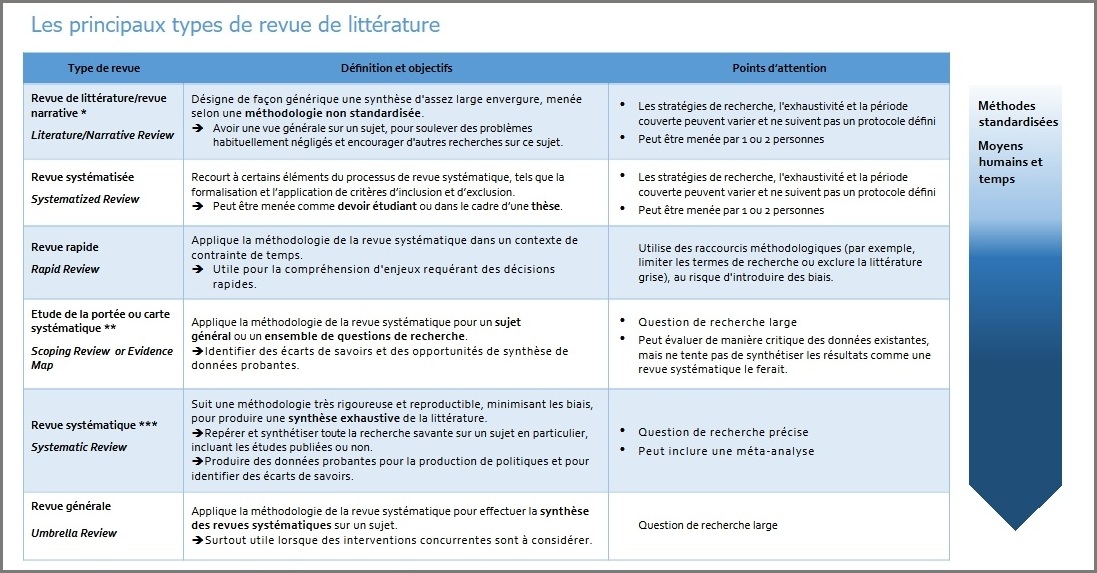 Les principaux types de revue de littérature
Type de revue
Définition et objectifs
Points d'attention
Revue de littérature/revue
narrative *
Literature/Narrative Review
Désigne de façon générique une synthèse d'assez large envergure, menée
selon une méthodologie non standardisée.
➔ Avoir une vue générale sur un sujet, pour soulever des problèmes
habituellement négligés et encourager d'autres recherches sur ce sujet.
• Les stratégies de recherche, l'exhaustivité et la période
couverte peuvent varier et ne suivent pas un protocole défini
• Peut être menée par 1 ou 2 personnes
Revue systématisée
Systematized Review
Recourt à certains éléments du processus de revue systématique, tels que la
formalisation et l'application de critères d'inclusion et d'exclusion.
➔ Peut être menée comme devoir étudiant ou dans le cadre d'une thèse.
• Les stratégies de recherche, l'exhaustivité et la période
couverte peuvent varier et ne suivent pas un protocole défini
• Peut être menée par 1 ou 2 personnes
Revue rapide
Rapid Review
Applique la méthodologie de la revue systématique dans un contexte de
contrainte de temps.
➔ Utile pour la compréhension d'enjeux requérant des décisions
rapides.
Utilise des raccourcis méthodologiques (par exemple,
limiter les termes de recherche ou exclure la littérature
grise), au risque d'introduire des biais.
Etude de la portée ou carte
systématique **
Scoping Review or Evidence
Map
Applique la méthodologie de la revue systématique pour un sujet
général ou un ensemble de questions de recherche.
➔Identifier des écarts de savoirs et des opportunités de synthèse de
données probantes.
• Question de recherche large
• Peut évaluer de manière critique des données existantes,
mais ne tente pas de synthétiser les résultats comme une
revue systématique le ferait.
Revue systématique ***
Systematic Review
Suit une méthodologie très rigoureuse et reproductible, minimisant les biais,
pour produire une synthèse exhaustive de la littérature.
➔Repérer et synthétiser toute la recherche savante sur un sujet en particulier,
incluant les études publiées ou non.
➔Produire des données probantes pour la production de politiques et pour
identifier des écarts de savoirs.
• Question de recherche précise
• Peut inclure une méta-analyse
Revue générale
Umbrella Review
Applique la méthodologie de la revue systématique pour effectuer la synthèse
des revues systématiques sur un sujet.
➔Surtout utile lorsque des interventions concurrentes sont à considérer.
Question de recherche large
Méthodes
standardisées
Moyens
humains et
temps